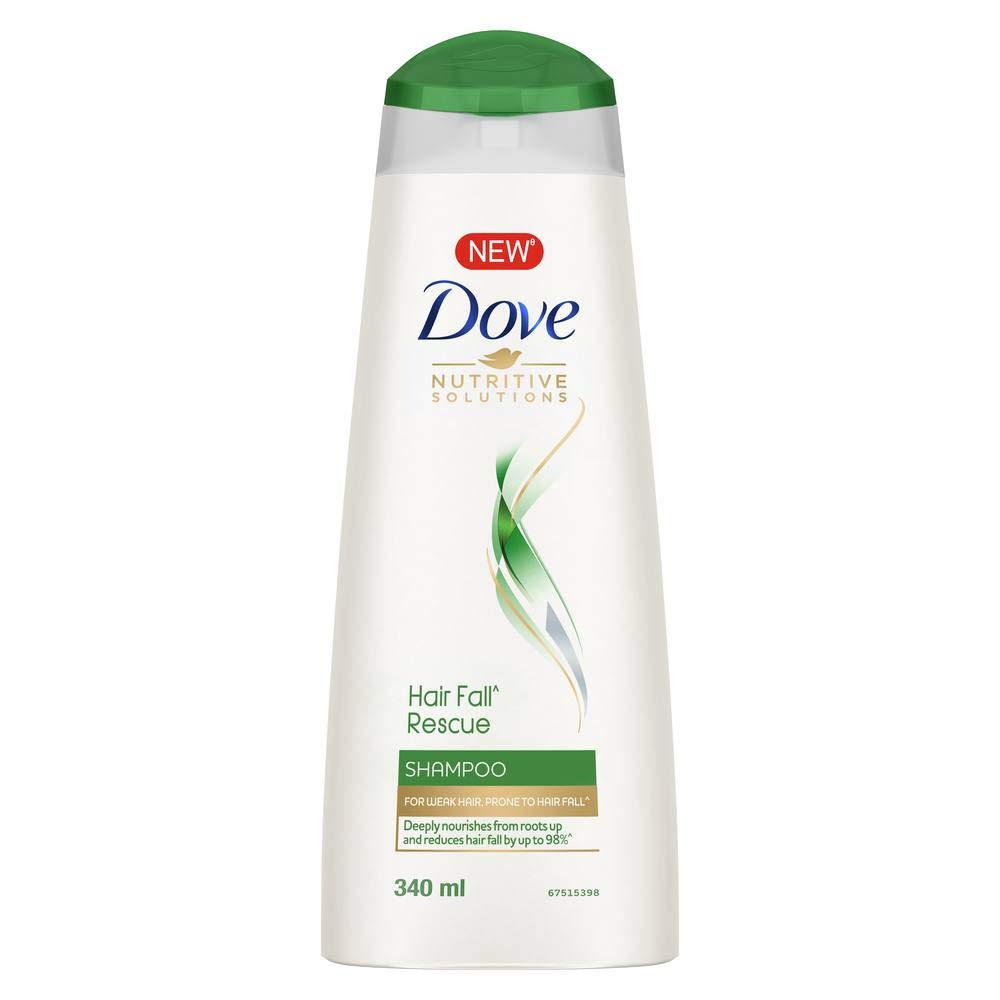 NEWθ
Dove
NUTRITIVE
SOLUTIONS
Hair Fall^
Rescue
SHAMPOO
FOR WEAK HAIR, PRONE TO HAIR FALL^
Deeply nourishes from roots up
and reduces hair fall by up to 98%^
340 ml
67515398